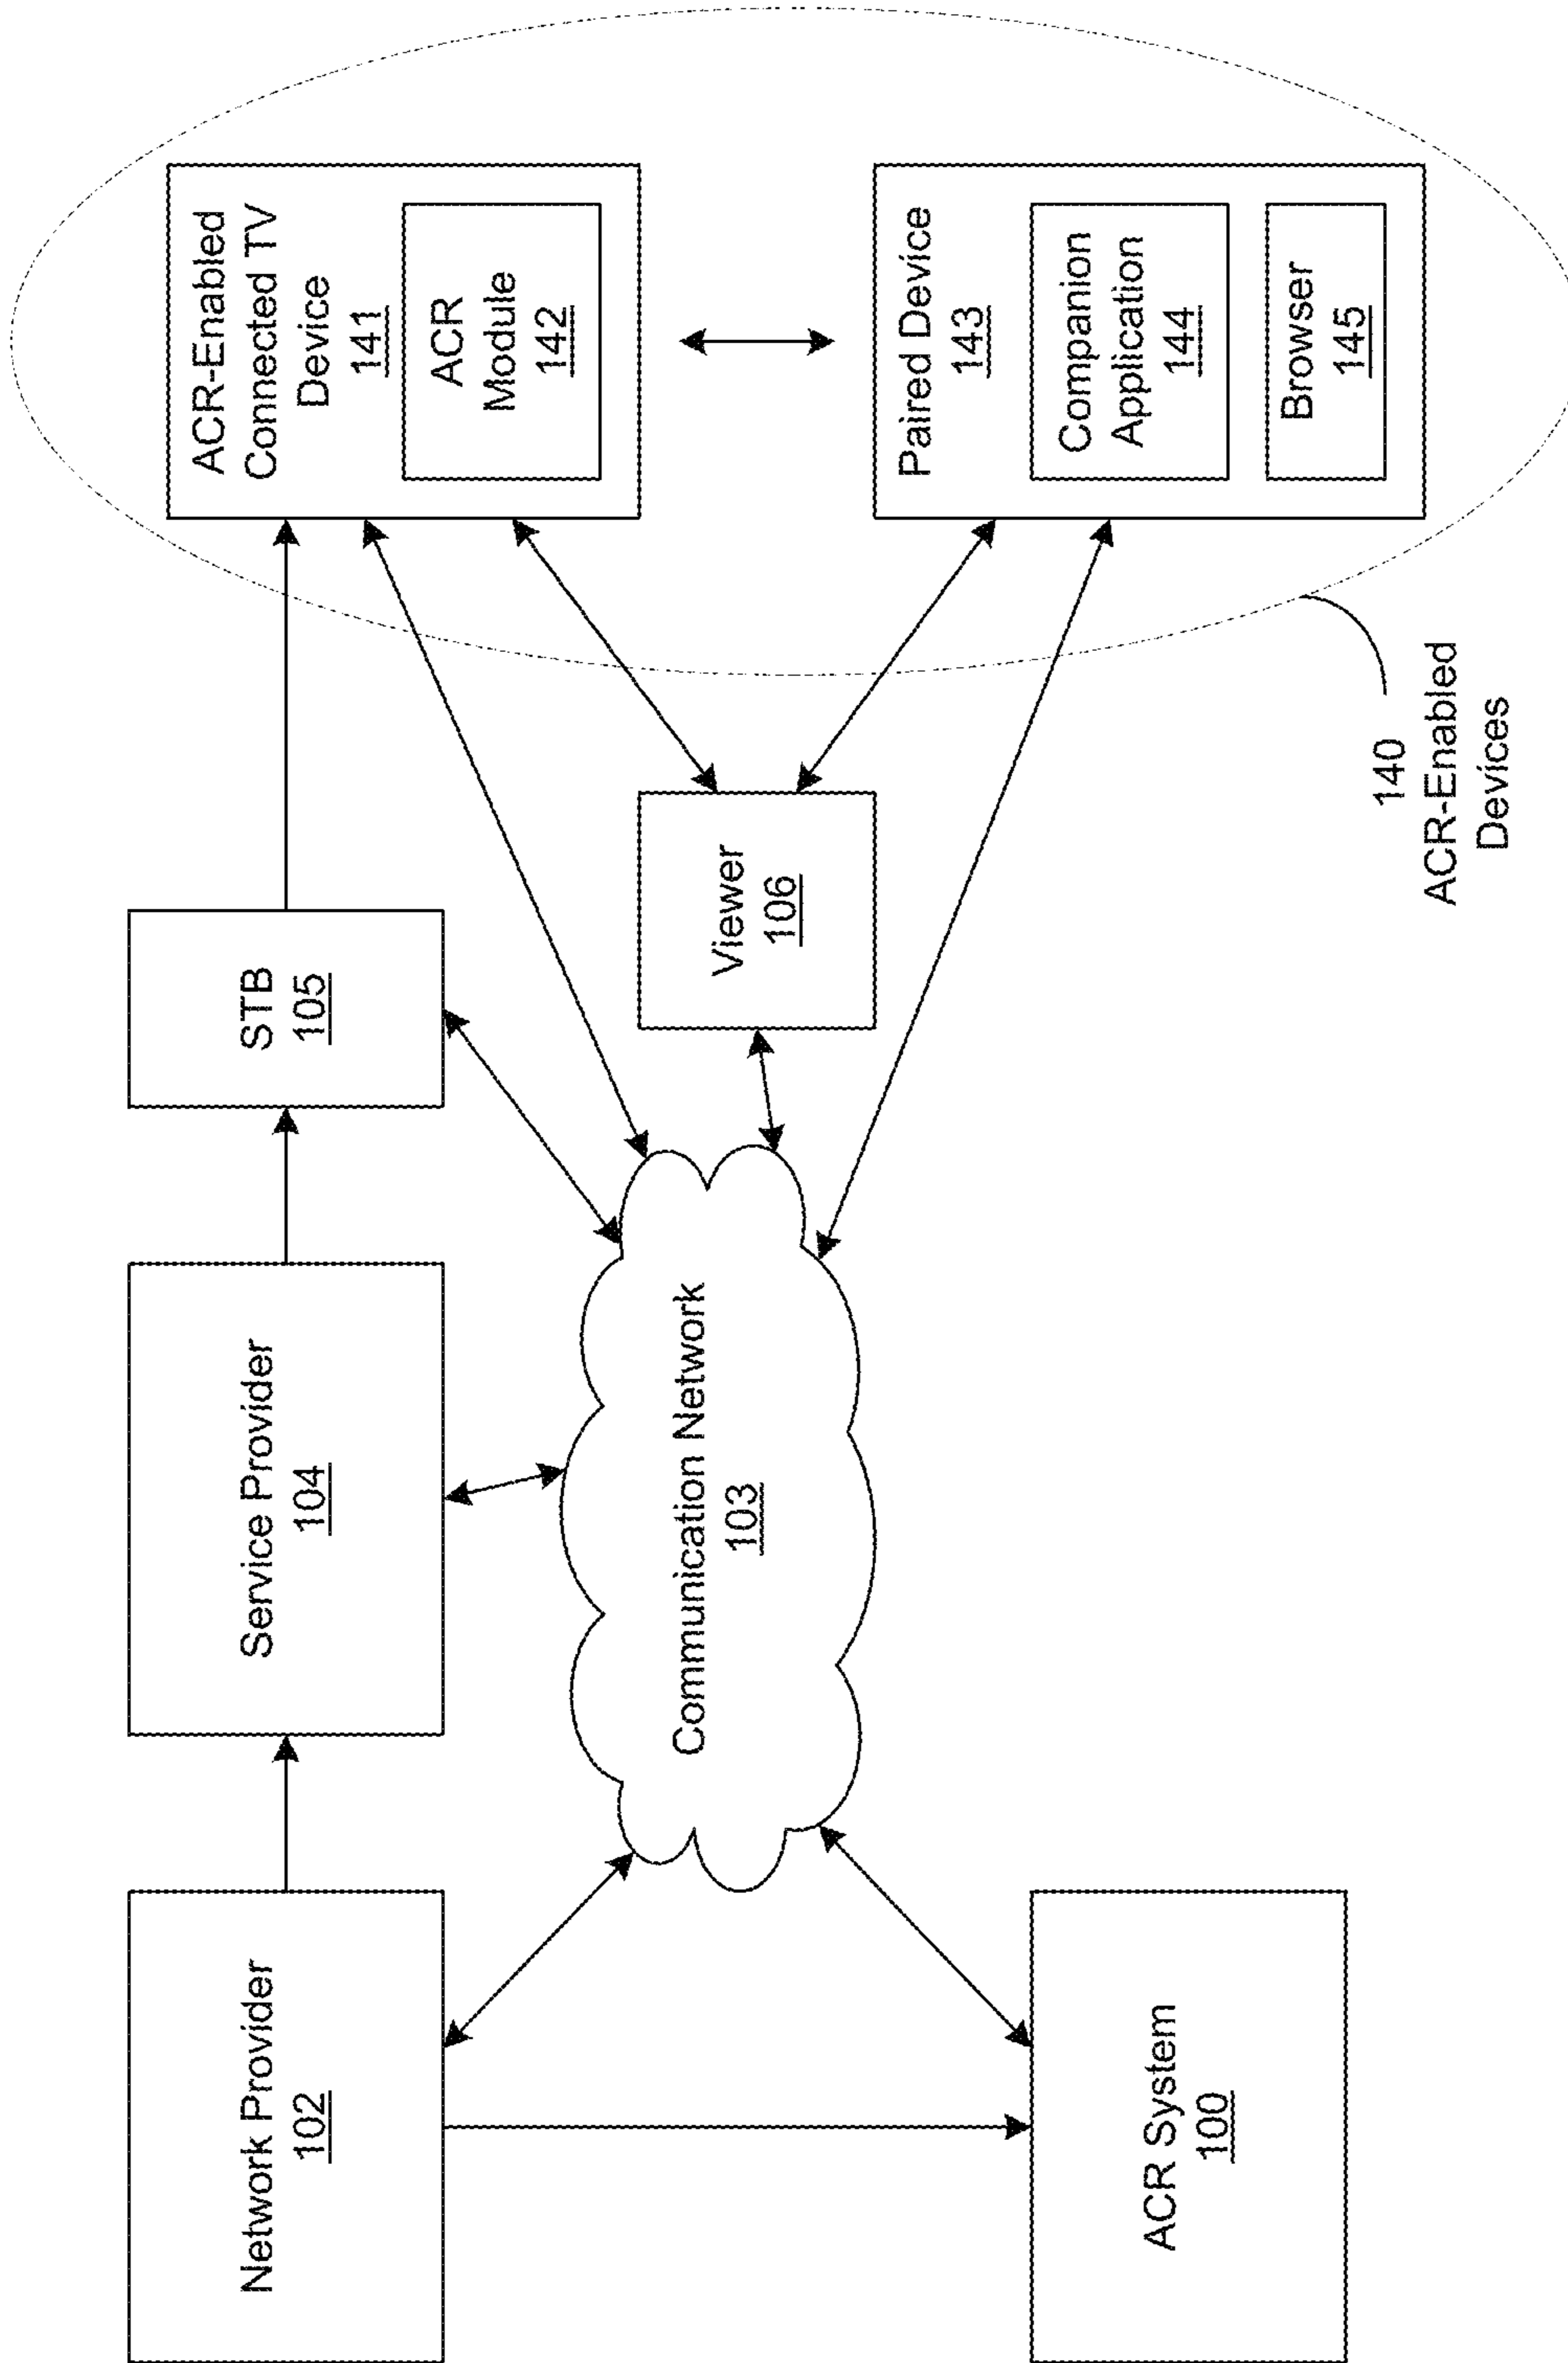 Network Provider
102
Service Provider
104
STB
105
ACR-Enabled
Connected TV
Device
141
ACR
Module
142
Communication Network
103
Viewer
106
ACR System
100
Paired Device
143
Companion
Application
144
Browser
145
140
ACR-Enabled
Devices